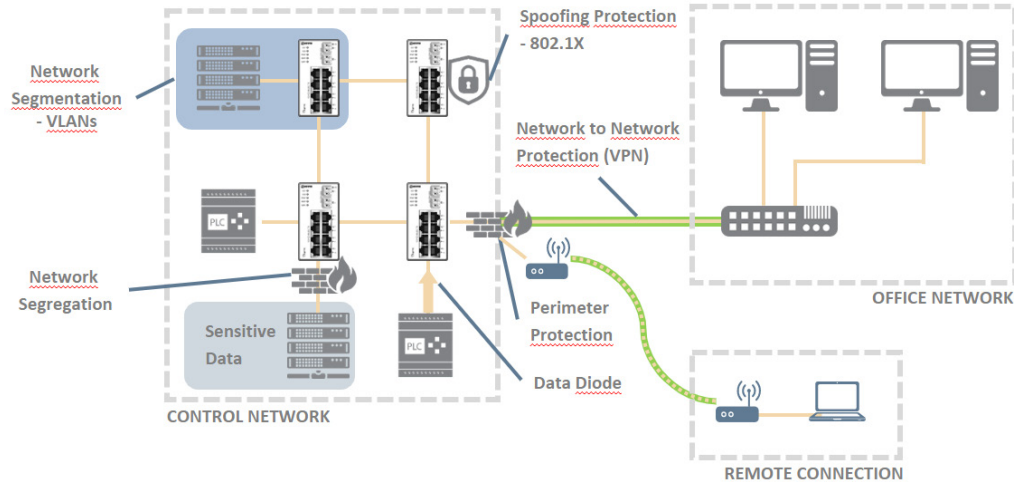 Spoofing Protection
- 802.1X
Network
Segmentation
- VLANs
Network to Network
Protection (VPN)
PLC
Network
Segregation
OFFICE NETWORK
Sensitive
Data
Perimeter
Protection
PLC
Data Diode
CONTROL NETWORK
REMOTE CONNECTION